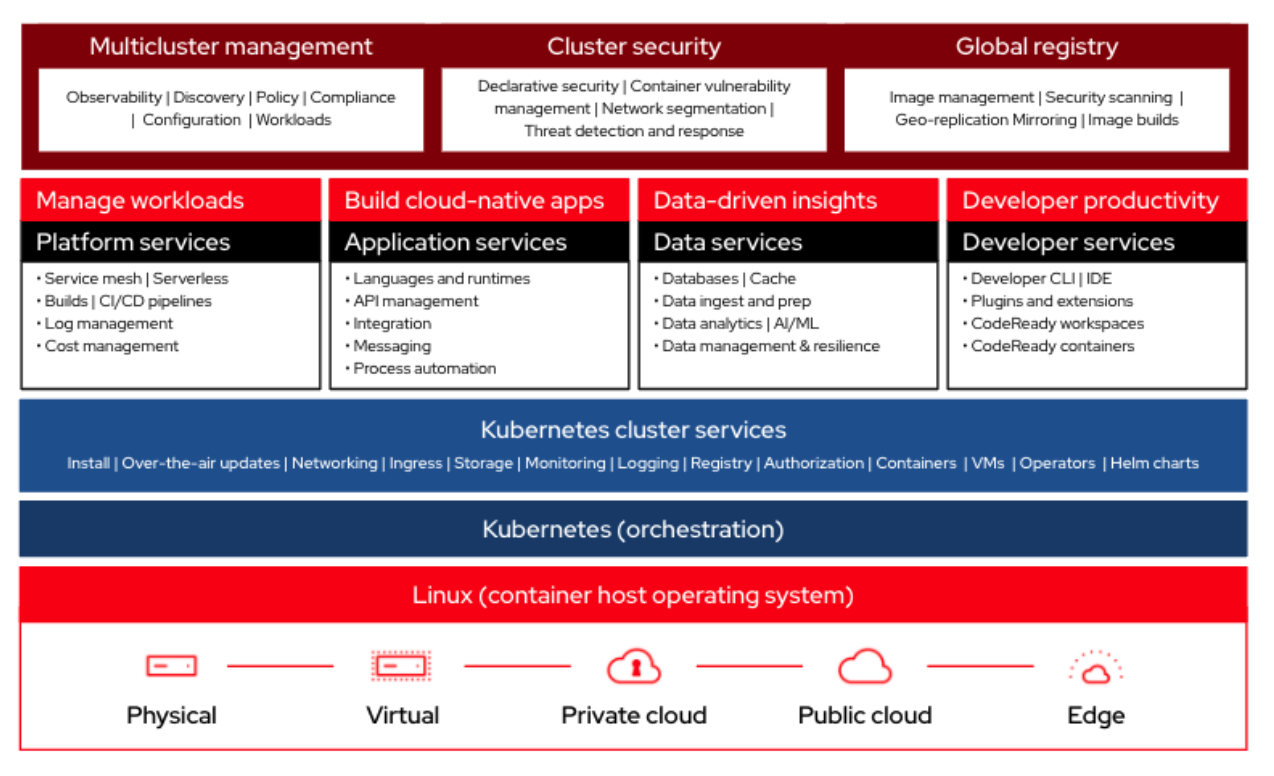 Multicluster management
Observability | Discovery | Policy | Compliance
| Configuration | Workloads
Cluster security
Declarative security | Container vulnerability
management | Network segmentation |
Threat detection and response
Global registry
Image management | Security scanning |
Geo-replication Mirroring | Image builds
Manage workloads
Platform services
• Service mesh | Serverless
• Builds | CI/CD pipelines
• Log management
• Cost management
Build cloud-native apps
Application services
• Languages and runtimes
• API management
• Integration
• Messaging
• Process automation
Data-driven insights
Data services
• Databases | Cache
• Data ingest and prep
• Data analytics | AI/ML
• Data management & resilience
Developer productivity
Developer services
• Developer CLI | IDE
• Plugins and extensions
• CodeReady workspaces
• CodeReady containers
Kubernetes cluster services
Install | Over-the-air updates | Networking | Ingress | Storage | Monitoring | Logging | Registry | Authorization | Containers | VMs | Operators | Helm charts
Kubernetes (orchestration)
Linux (container host operating system)
Physical
Virtual
Private cloud
Public cloud
Edge